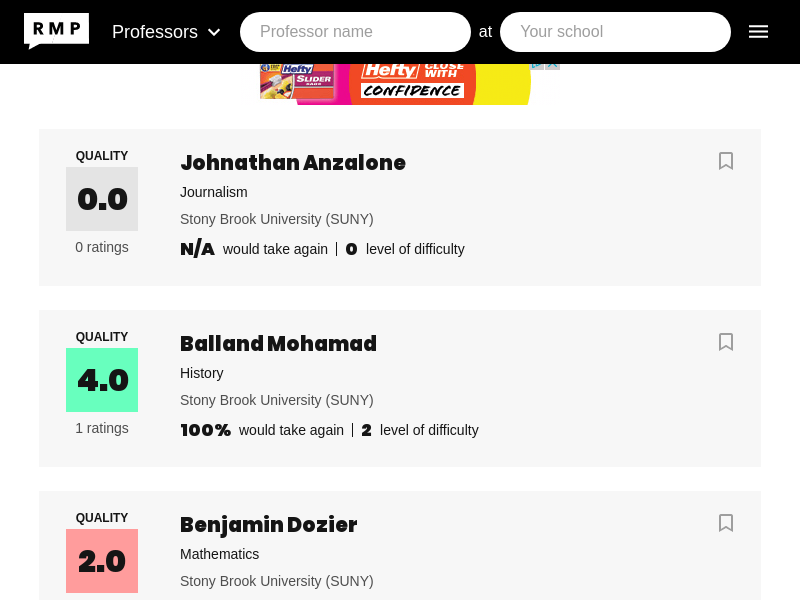 RMP Professors Professor name at Your school
Hefty SLIDER
Hefty CLOSE WITH CONFIDENCE
QUALITY
0.0
0 ratings
Johnathan Anzalone
Journalism
Stony Brook University (SUNY)
N/A would take again | 0 level of difficulty
QUALITY
4.0
1 ratings
Balland Mohamad
History
Stony Brook University (SUNY)
100% would take again | 2 level of difficulty
QUALITY
2.0
Benjamin Dozier
Mathematics
Stony Brook University (SUNY)